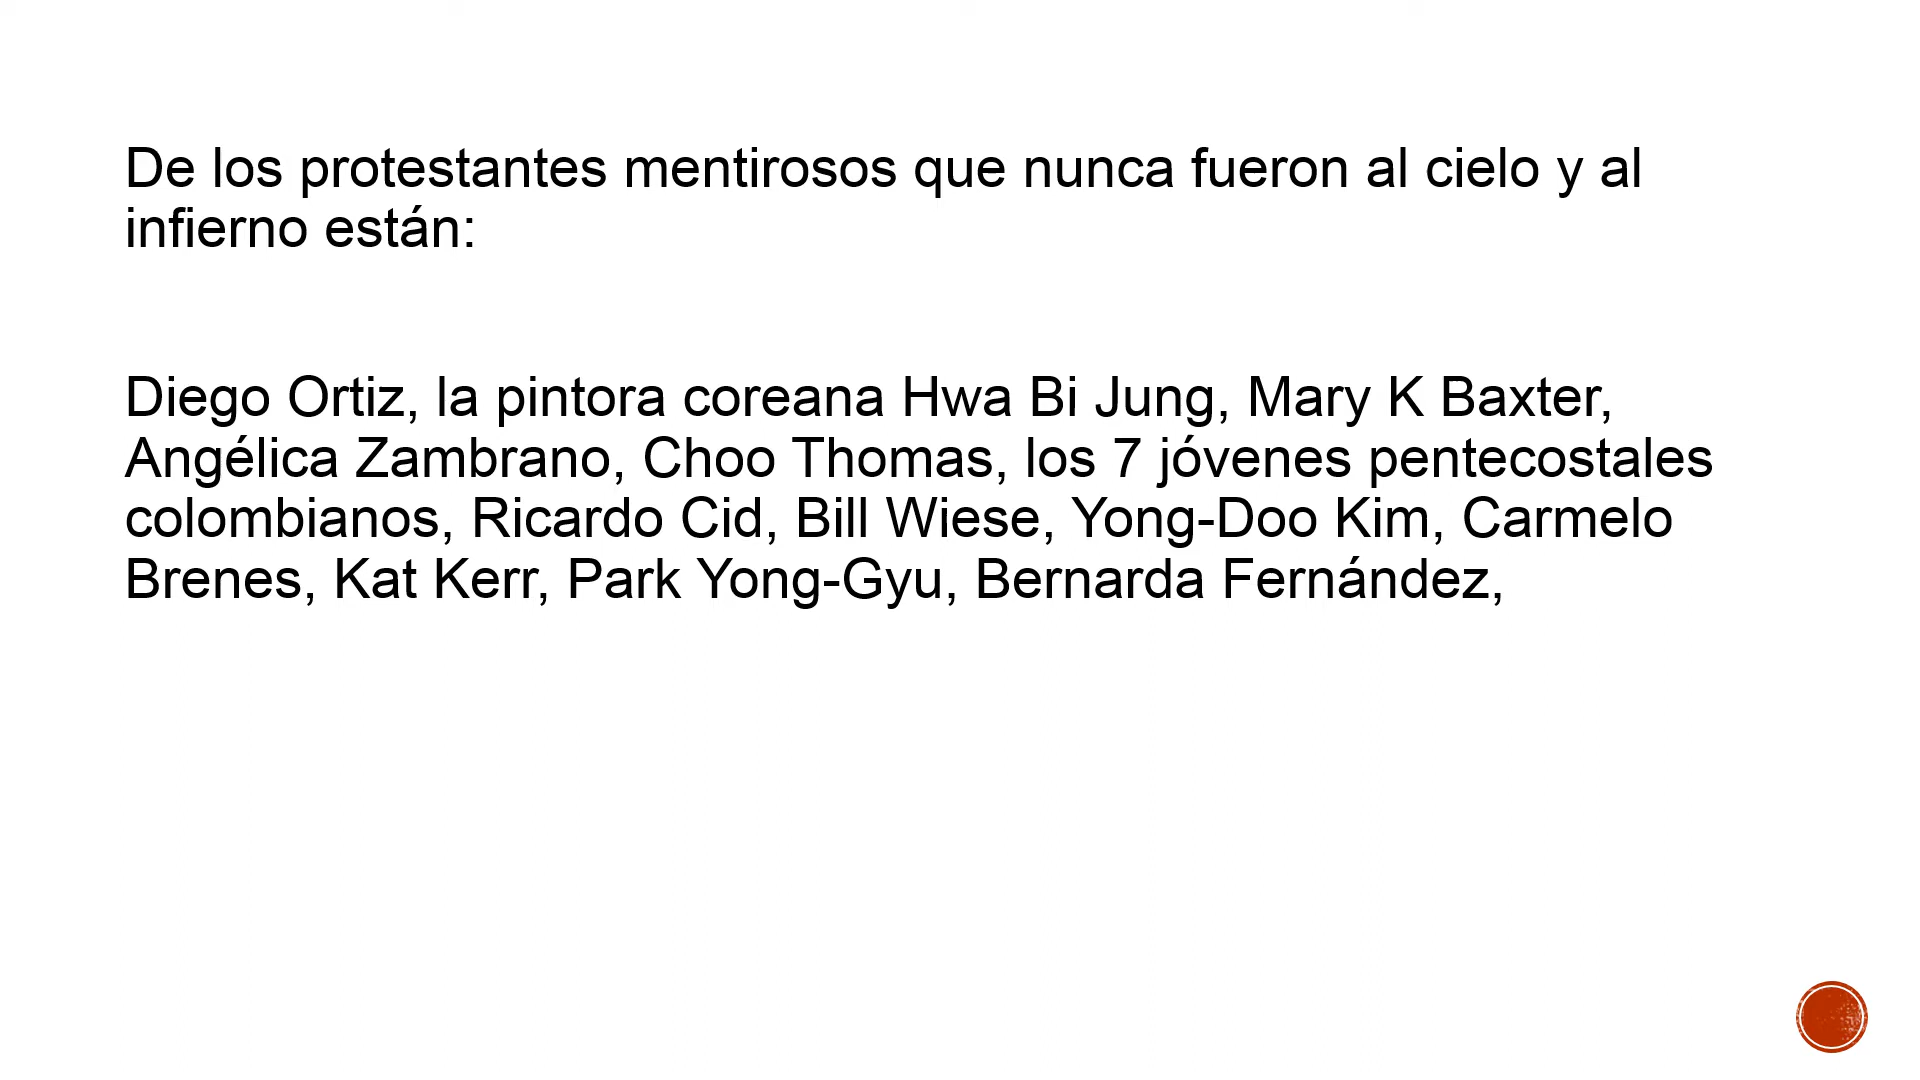 De los protestantes mentirosos que nunca fueron al cielo y al
infierno están:
Diego Ortiz, la pintora coreana Hwa Bi Jung, Mary K Baxter,
Angélica Zambrano, Choo Thomas, los 7 jóvenes pentecostales
colombianos, Ricardo Cid, Bill Wiese, Yong-Doo Kim, Carmelo
Brenes, Kat Kerr, Park Yong-Gyu, Bernarda Fernández,